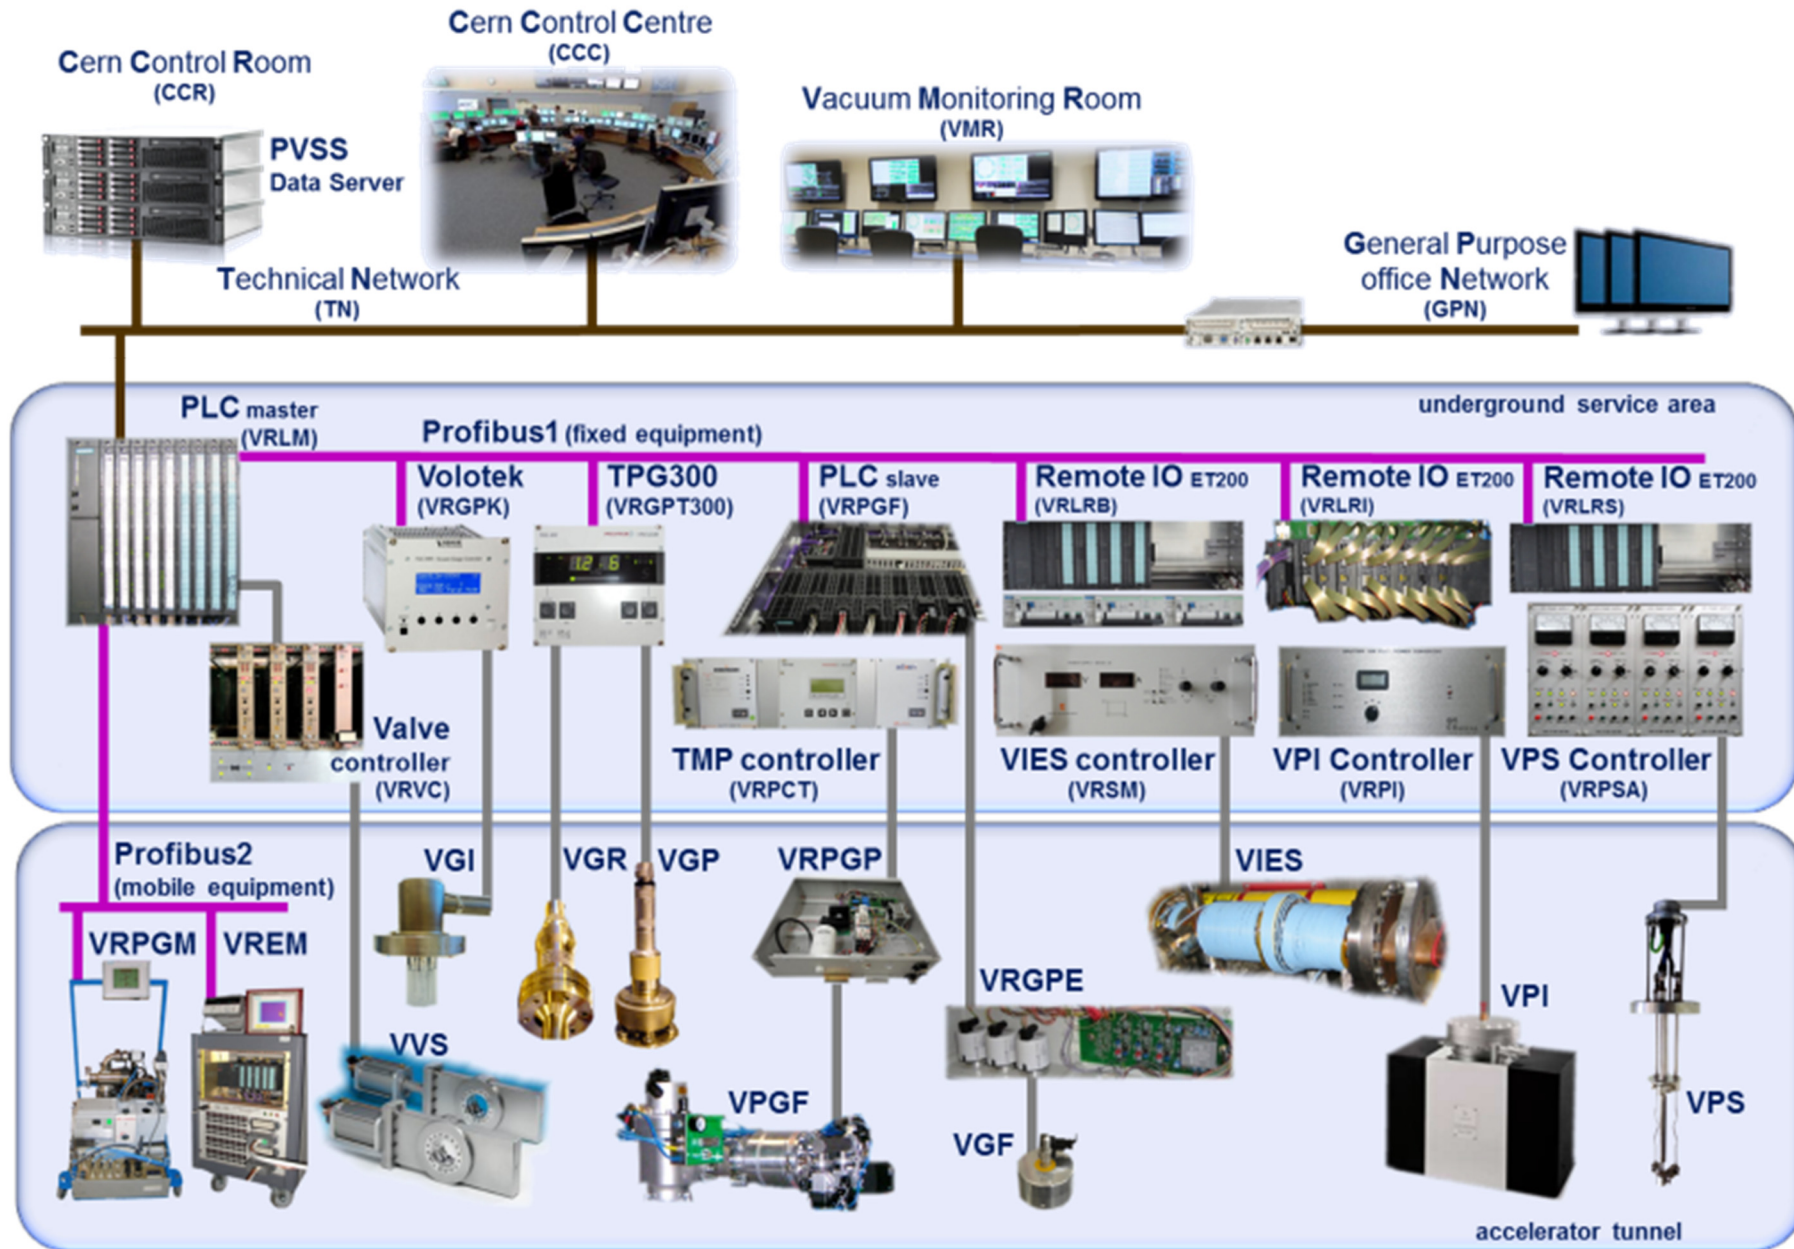 Cern Control Room
(CCR)
PVSS
Data Server
Cern Control Centre
(CCC)
Vacuum Monitoring Room
(VMR)
General Purpose
office Network
(GPN)
Technical Network
(TN)
underground service area
PLC master
(VRLM)
Profibus1 (fixed equipment)
Volotek
(VRGPK)
TPG300
(VRGPT300)
PLC slave
(VRPGF)
Remote IO ET200
(VRLRB)
Remote IO ET200
(VRLRI)
Remote IO ET200
(VRLRS)
Valve
controller
(VRVC)
TMP controller
(VRPCT)
VIES controller
(VRSM)
VPI Controller
(VRPI)
VPS Controller
(VRPSA)
Profibus2
(mobile equipment)
VRPGM
VREM
VGI
VGR
VGP
VRPGP
VIES
VRGPE
VPI
VVS
VPGF
VGF
VPS
accelerator tunnel